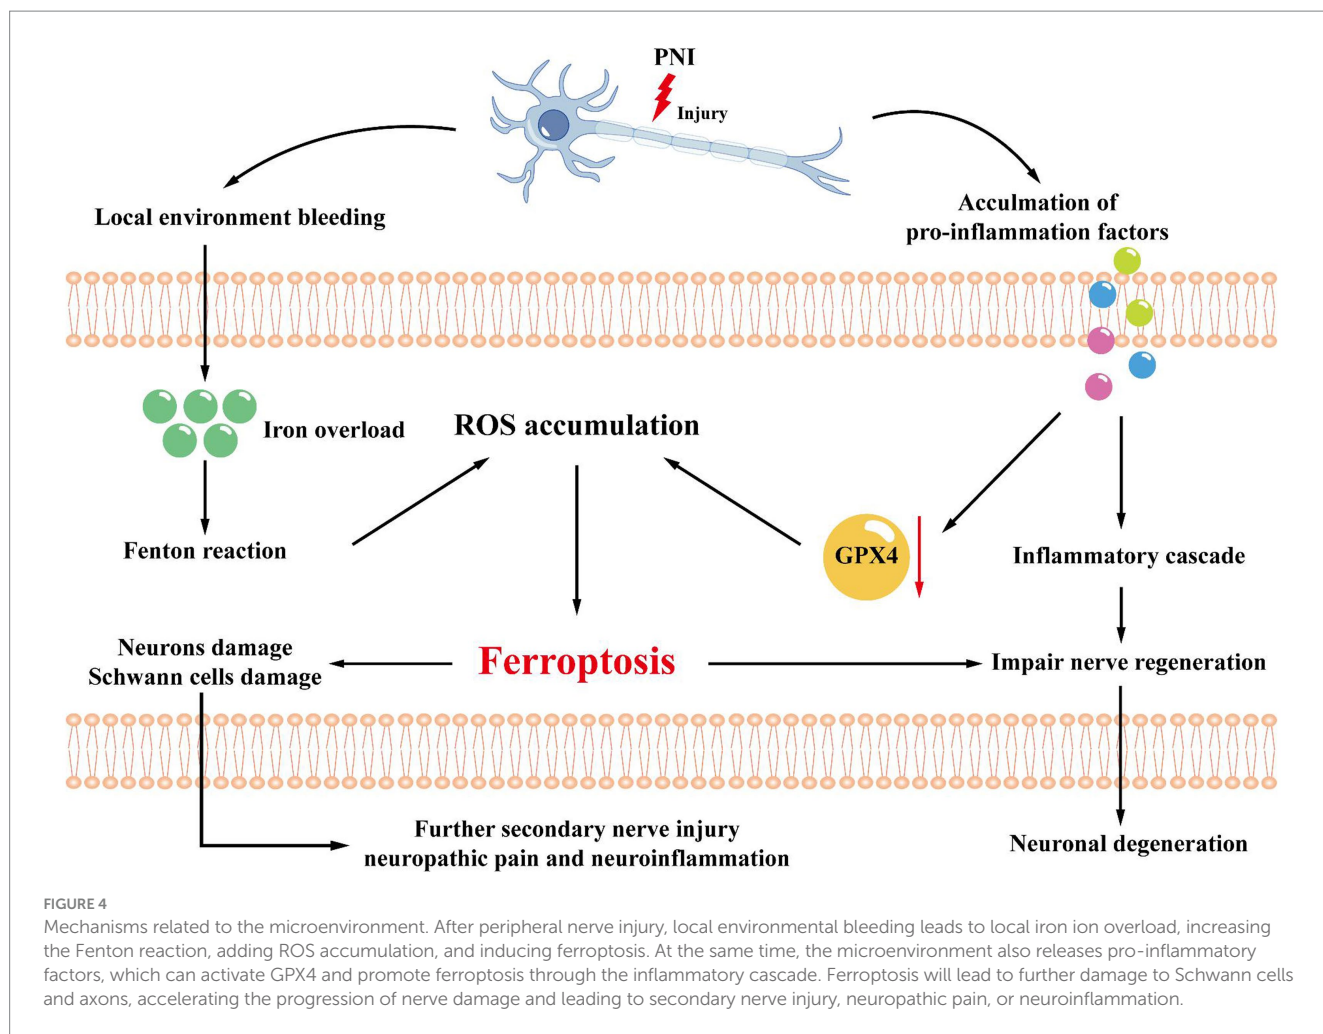 PNI
Injury
Local environment bleeding
Acculmation of
pro-inflammation factors
Iron overload
ROS accumulation
Fenton reaction
GPX4
Inflammatory cascade
Neurons damage
Schwann cells damage
Ferroptosis
Impair nerve regeneration
Further secondary nerve injury
neuropathic pain and neuroinflammation
Neuronal degeneration
FIGURE 4
Mechanisms related to the microenvironment. After peripheral nerve injury, local environmental bleeding leads to local iron ion overload, increasing
the Fenton reaction, adding ROS accumulation, and inducing ferroptosis. At the same time, the microenvironment also releases pro-inflammatory
factors, which can activate GPX4 and promote ferroptosis through the inflammatory cascade. Ferroptosis will lead to further damage to Schwann cells
and axons, accelerating the progression of nerve damage and leading to secondary nerve injury, neuropathic pain, or neuroinflammation.